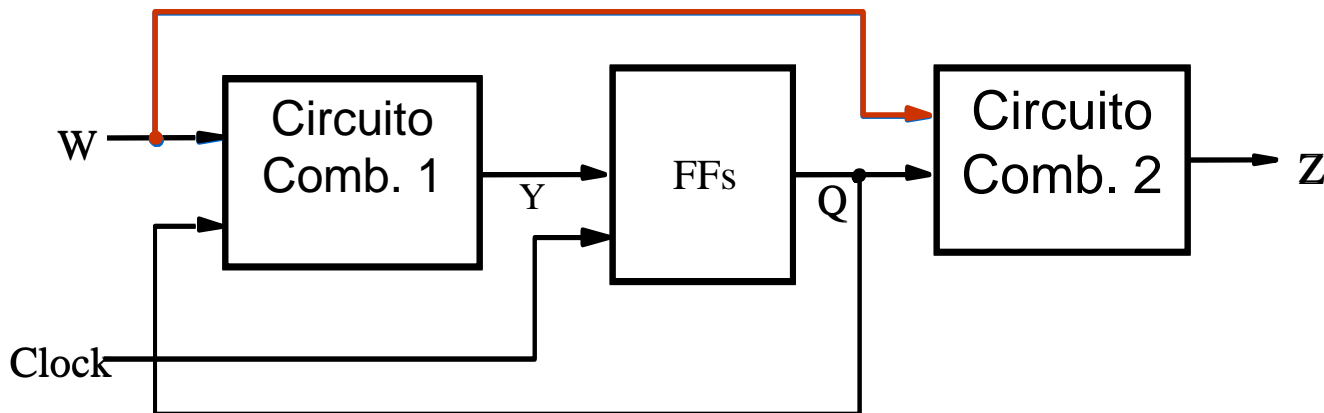 W
Circuito
Comb. 1
Y
FFs
Q
Circuito
Comb. 2
Z
Clock